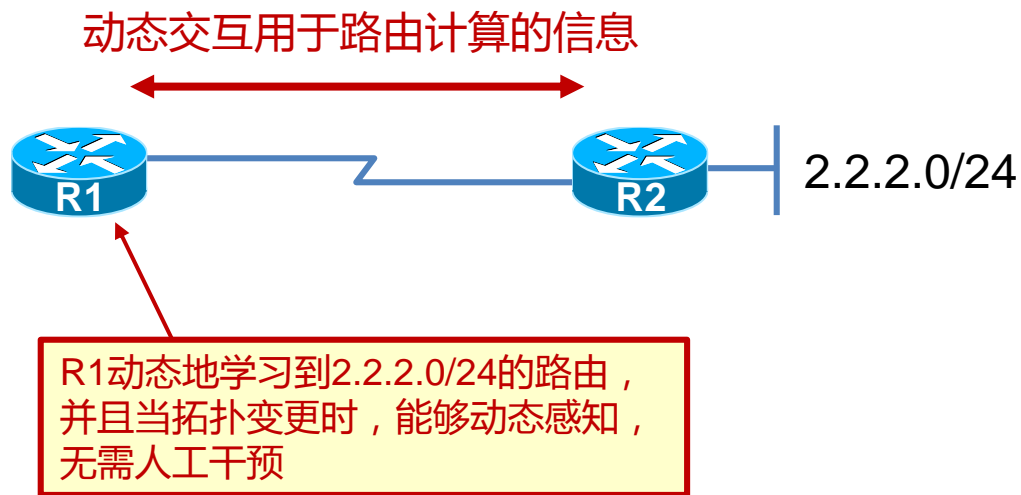 动态交互用于路由计算的信息
R1
R2
2.2.2.0/24
R1动态地学习到2.2.2.0/24的路由，
并且当拓扑变更时，能够动态感知，
无需人工干预